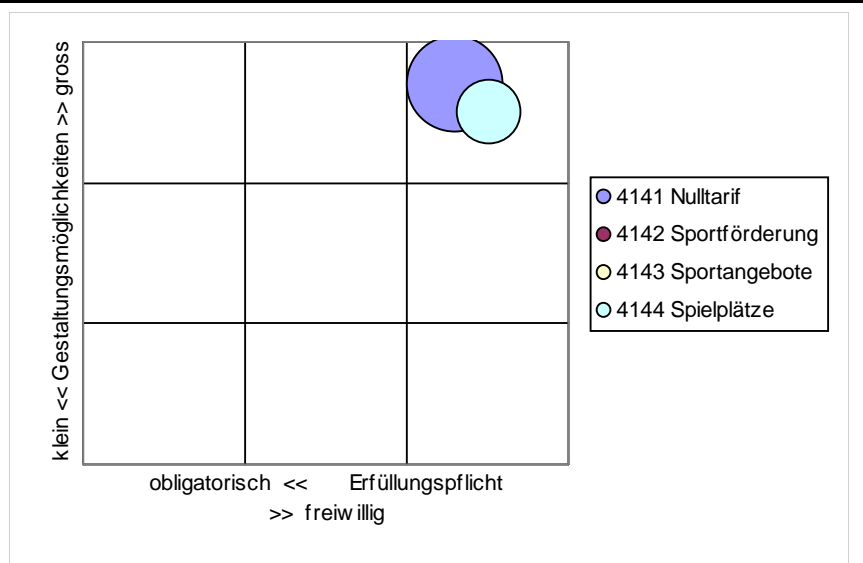 klein << Gestaltungsmöglichkeiten >> gross
4141 Nulltarif
4142 Sportförderung
4143 Sportangebote
4144 Spielplätze
obligatorisch << Erfüllungspflicht
>> freiwillig